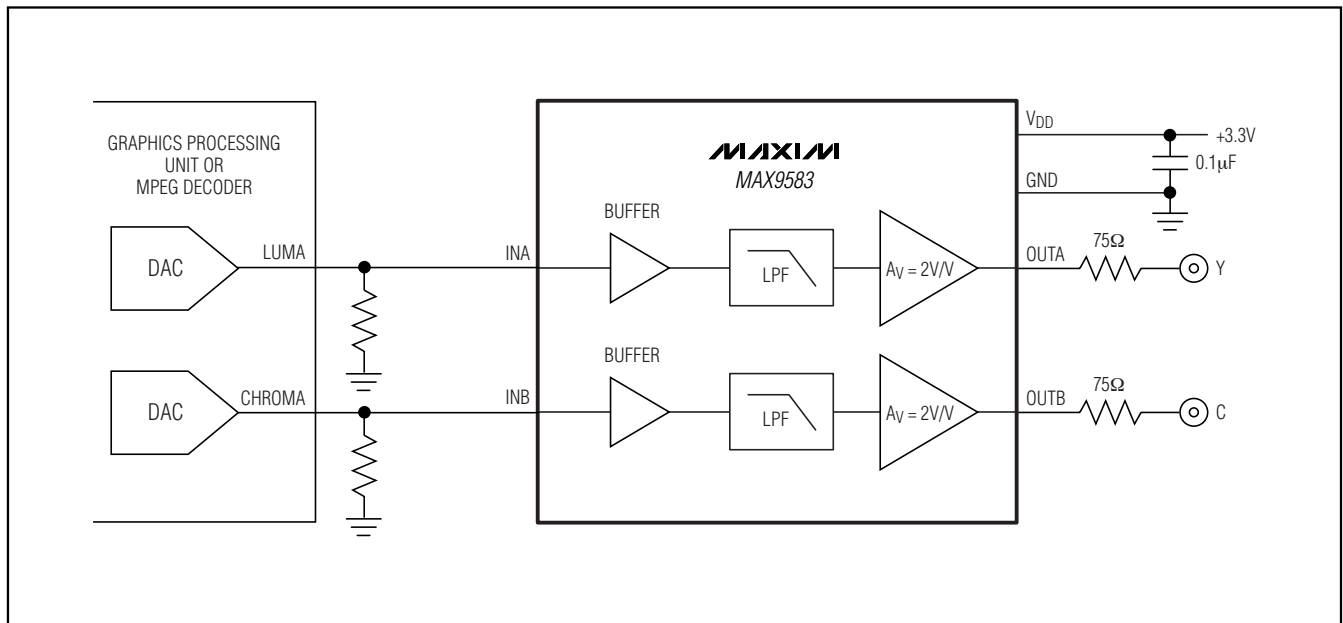 GRAPHICS PROCESSING
UNIT OR
MPEG DECODER
DAC
LUMA
DAC
CHROMA
INA
INB
MAXIM
MAX9583
BUFFER
LPF
AV = 2V/V
BUFFER
LPF
AV = 2V/V
VDD
+3.3V
0.1µF
GND
OUTA
75Ω
Y
OUTB
75Ω
C